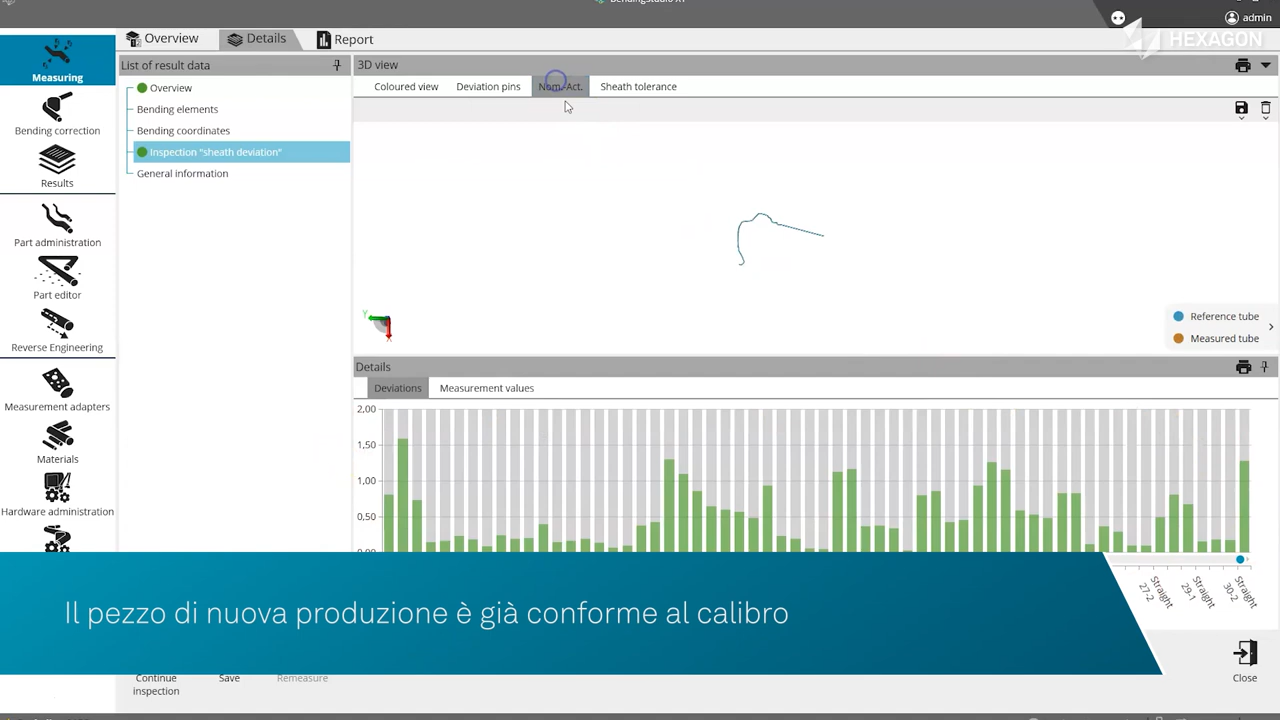 BendingStudio XT
admin
HEXAGON
Overview
Details
Report
Measuring
Bending correction
Results
Part administration
Part editor
Reverse Engineering
Measurement adapters
Materials
Hardware administration
List of result data
Overview
Bending elements
Bending coordinates
Inspection "sheath deviation"
General information
3D view
Coloured view
Deviation pins
Nom./Act.
Sheath tolerance
Y
X
Reference tube
Measured tube
Details
Deviations
Measurement values
2,00
1,50
1,00
0,50
0,00
Straight
27-2
Straight
Straight
30-2
Il pezzo di nuova produzione è già conforme al calibro
Continue
inspection
Save
Remeasure
Close